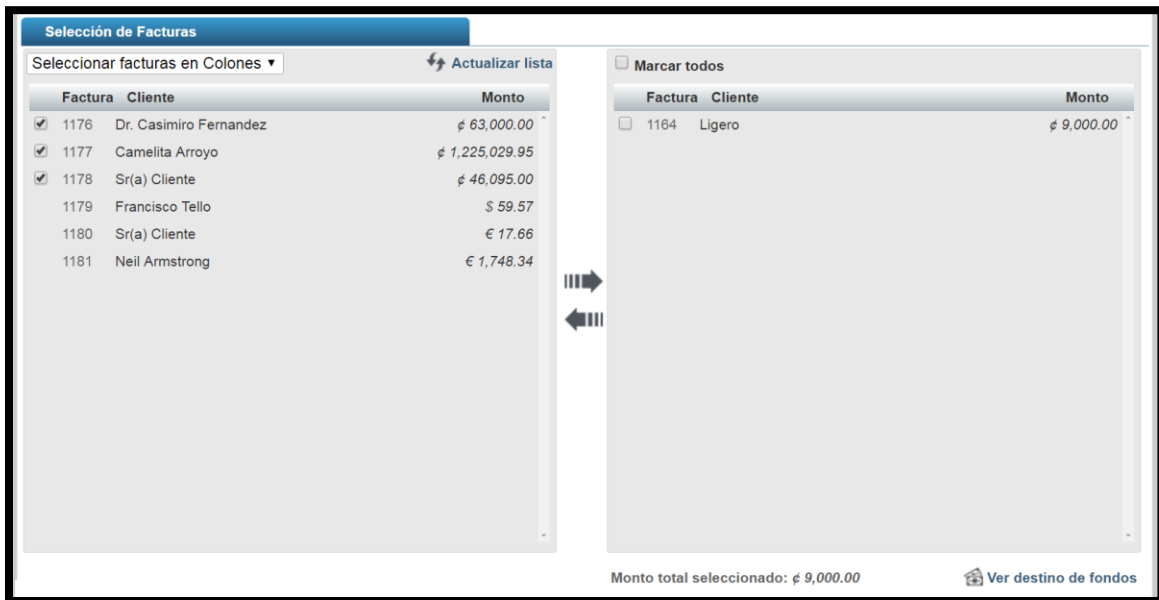 Selección de Facturas
Seleccionar facturas en Colones ▼ Actualizar lista
Factura Cliente Monto
1176 Dr. Casimiro Fernandez ¢ 63,000.00
1177 Camelita Arroyo ¢ 1,225,029.95
1178 Sr(a) Cliente ¢ 46,095.00
1179 Francisco Tello $ 59.57
1180 Sr(a) Cliente € 17.66
1181 Neil Armstrong € 1,748.34
Marcar todos
Factura Cliente Monto
1164 Ligero ¢ 9,000.00
Monto total seleccionado: ¢ 9,000.00 Ver destino de fondos